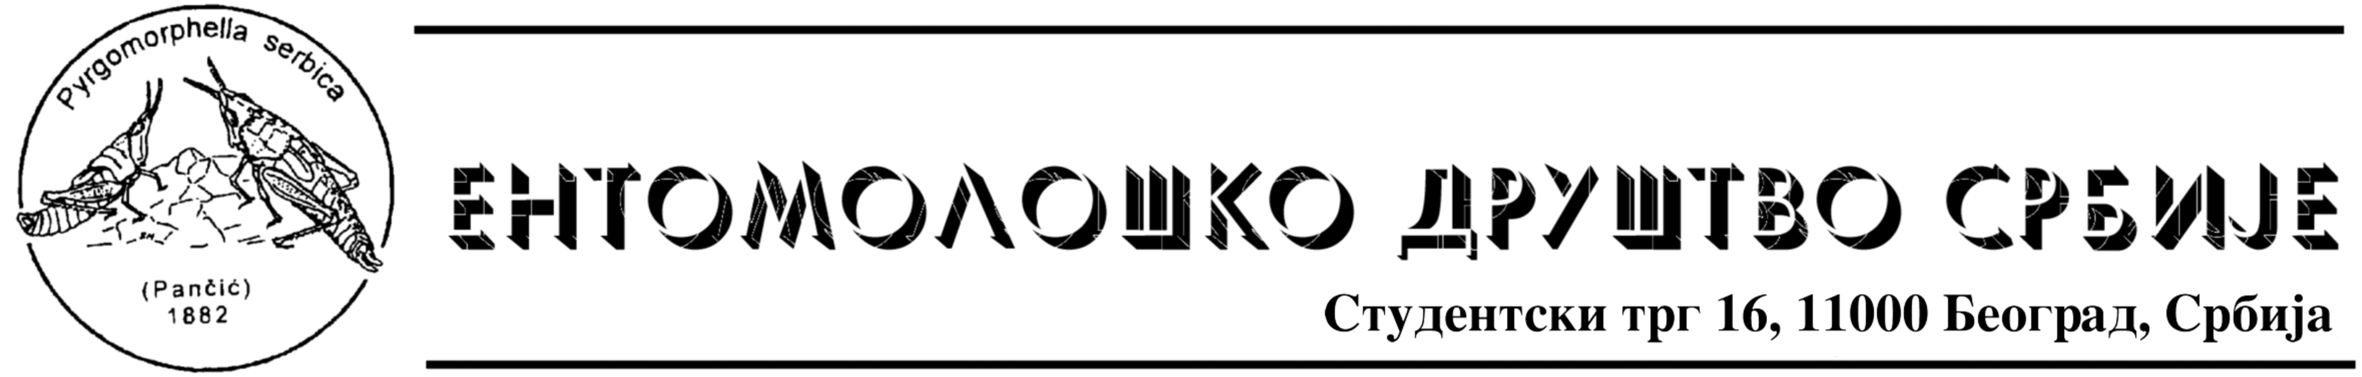 Pyrgomorphella serbica
(Pančić)
1882
ЕНТОМОЛОШКО ДРУШТВО СРБИЈЕ
Студентски трг 16, 11000 Београд, Србија